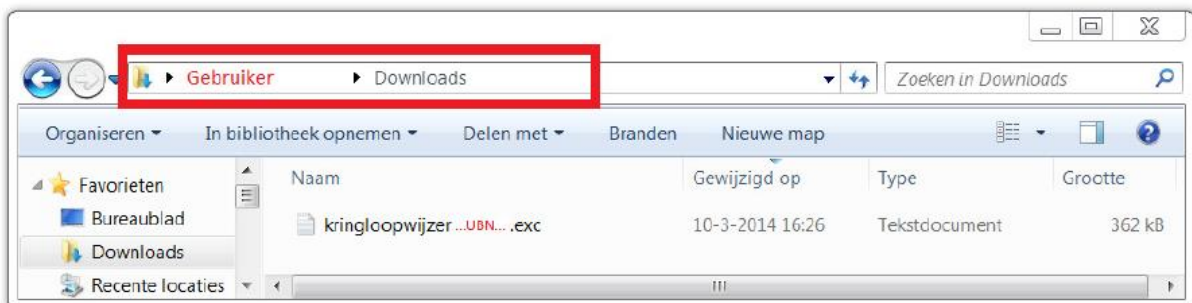 Gebruiker Downloads Zoeken in Downloads
Organiseren In bibliotheek opnemen Delen met Branden Nieuwe map
Favorieten Naam Gewijzigd op Type Grootte
Bureaublad kringloopwijzer ...UBN... .exc 10-3-2014 16:26 Tekstdocument 362 kB
Downloads
Recente locaties